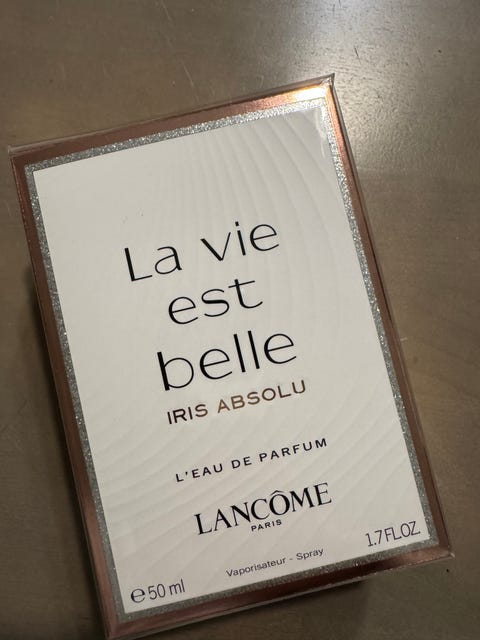 La vie
est
belle
IRIS ABSOLU
L'EAU DE PARFUM
LANCÔME
PARIS
Vaporisateur - Spray
℮50 ml
1.7 FL.OZ